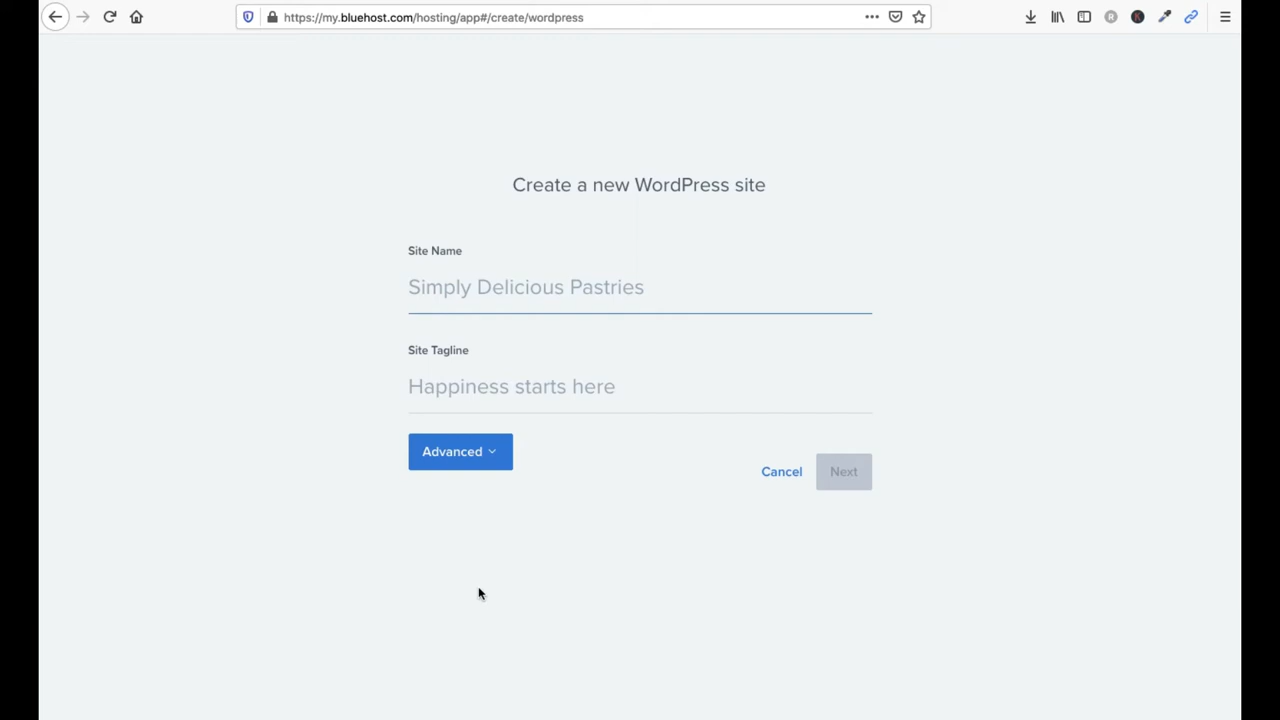 https://my.bluehost.com/hosting/app#/create/wordpress
R
K
Create a new WordPress site
Site Name
Simply Delicious Pastries
Site Tagline
Happiness starts here
Advanced
Cancel
Next